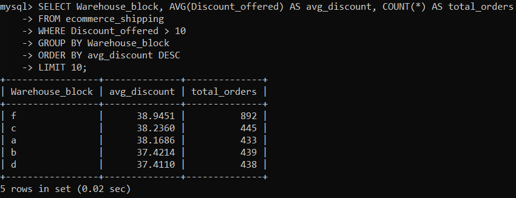 mysql> SELECT Warehouse_block, AVG(Discount_offered) AS avg_discount, COUNT(*) AS total_orders
    -> FROM ecommerce_shipping
    -> WHERE Discount_offered > 10
    -> GROUP BY Warehouse_block
    -> ORDER BY avg_discount DESC
    -> LIMIT 10;
+-----------------+--------------+--------------+
| Warehouse_block | avg_discount | total_orders |
+-----------------+--------------+--------------+
| f               |      38.9451 |          892 |
| c               |      38.2360 |          445 |
| a               |      38.1686 |          433 |
| b               |      37.4214 |          439 |
| d               |      37.4110 |          438 |
+-----------------+--------------+--------------+
5 rows in set (0.02 sec)